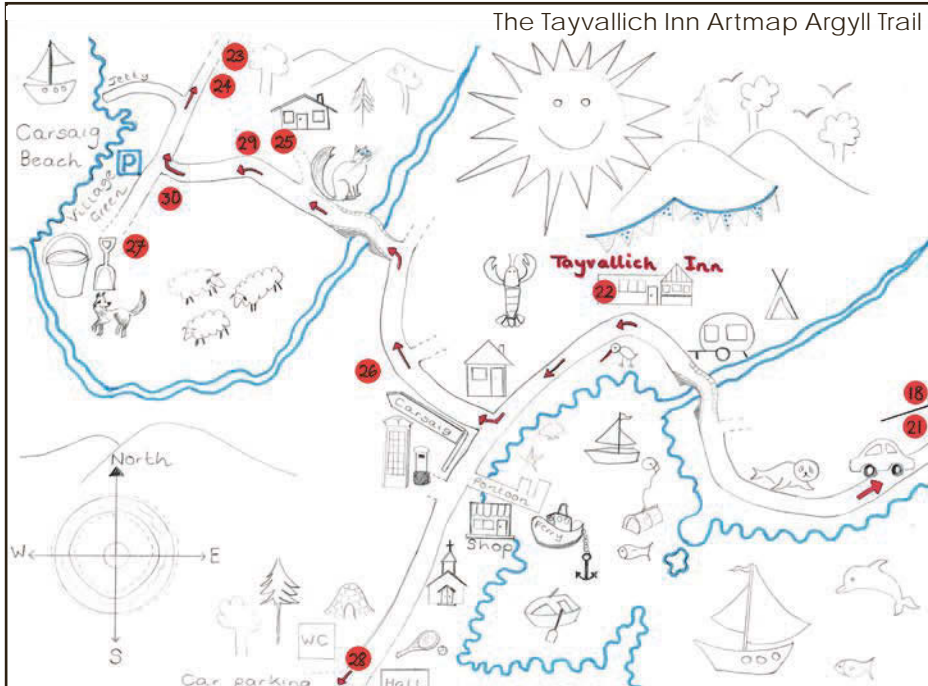 The Tayvallich Inn Artmap Argyll Trail
23
24
Jetty
Carsaig
Beach
P
29
25
Village
Green
30
27
Tayvallich Inn
22
18
21
26
Carsaig
North
W
E
S
Pontoon
Shop
Ferry
WC
28
Car parking
Hall